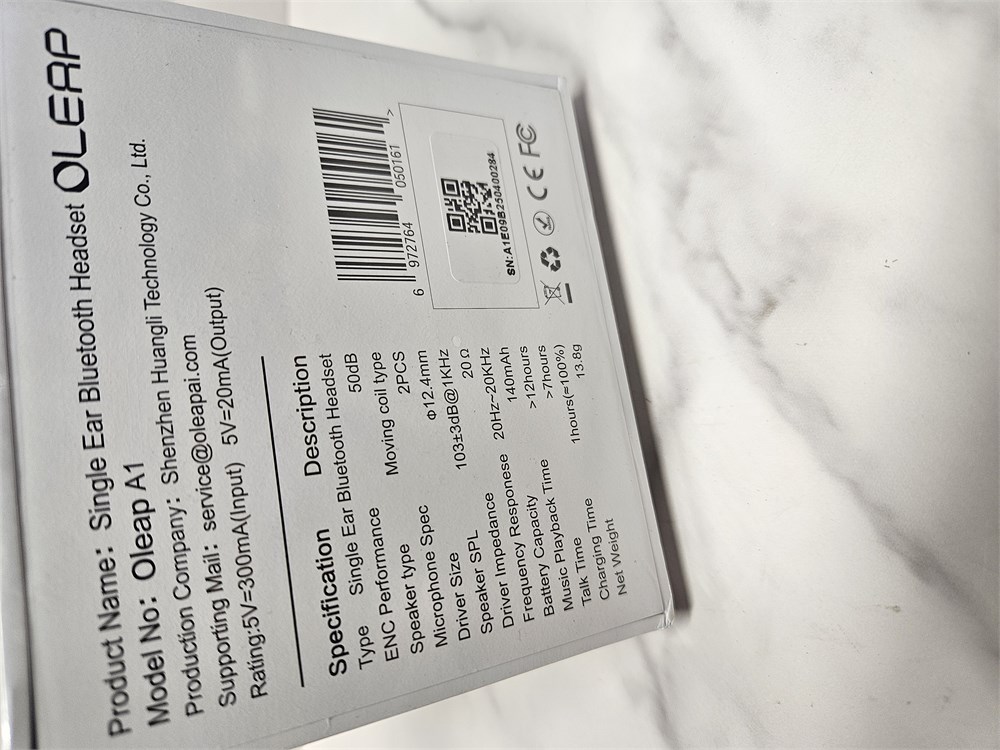 Product Name: Single Ear Bluetooth Headset
OLEAP
Model No: Oleap A1
Production Company: Shenzhen Huangli Technology Co., Ltd.
Supporting Mail: service@oleapai.com
Rating:5V=300mA(Input) 5V=20mA(Output)
Specification Description
Type Single Ear Bluetooth Headset
ENC Performance 50dB
Speaker type Moving coil type
Microphone Spec 2PCS
Driver Size Φ12.4mm
Speaker SPL 103±3dB@1KHz
Driver Impedance 20Ω
Frequency Responese 20Hz~20KHz
Battery Capacity 140mAh
Music Playback Time >12hours
Talk Time >7hours
Charging Time 1hours(≈100%)
Net Weight 13.8g
6 972764 050161 >
SN:A1E09B250400284
CE FC